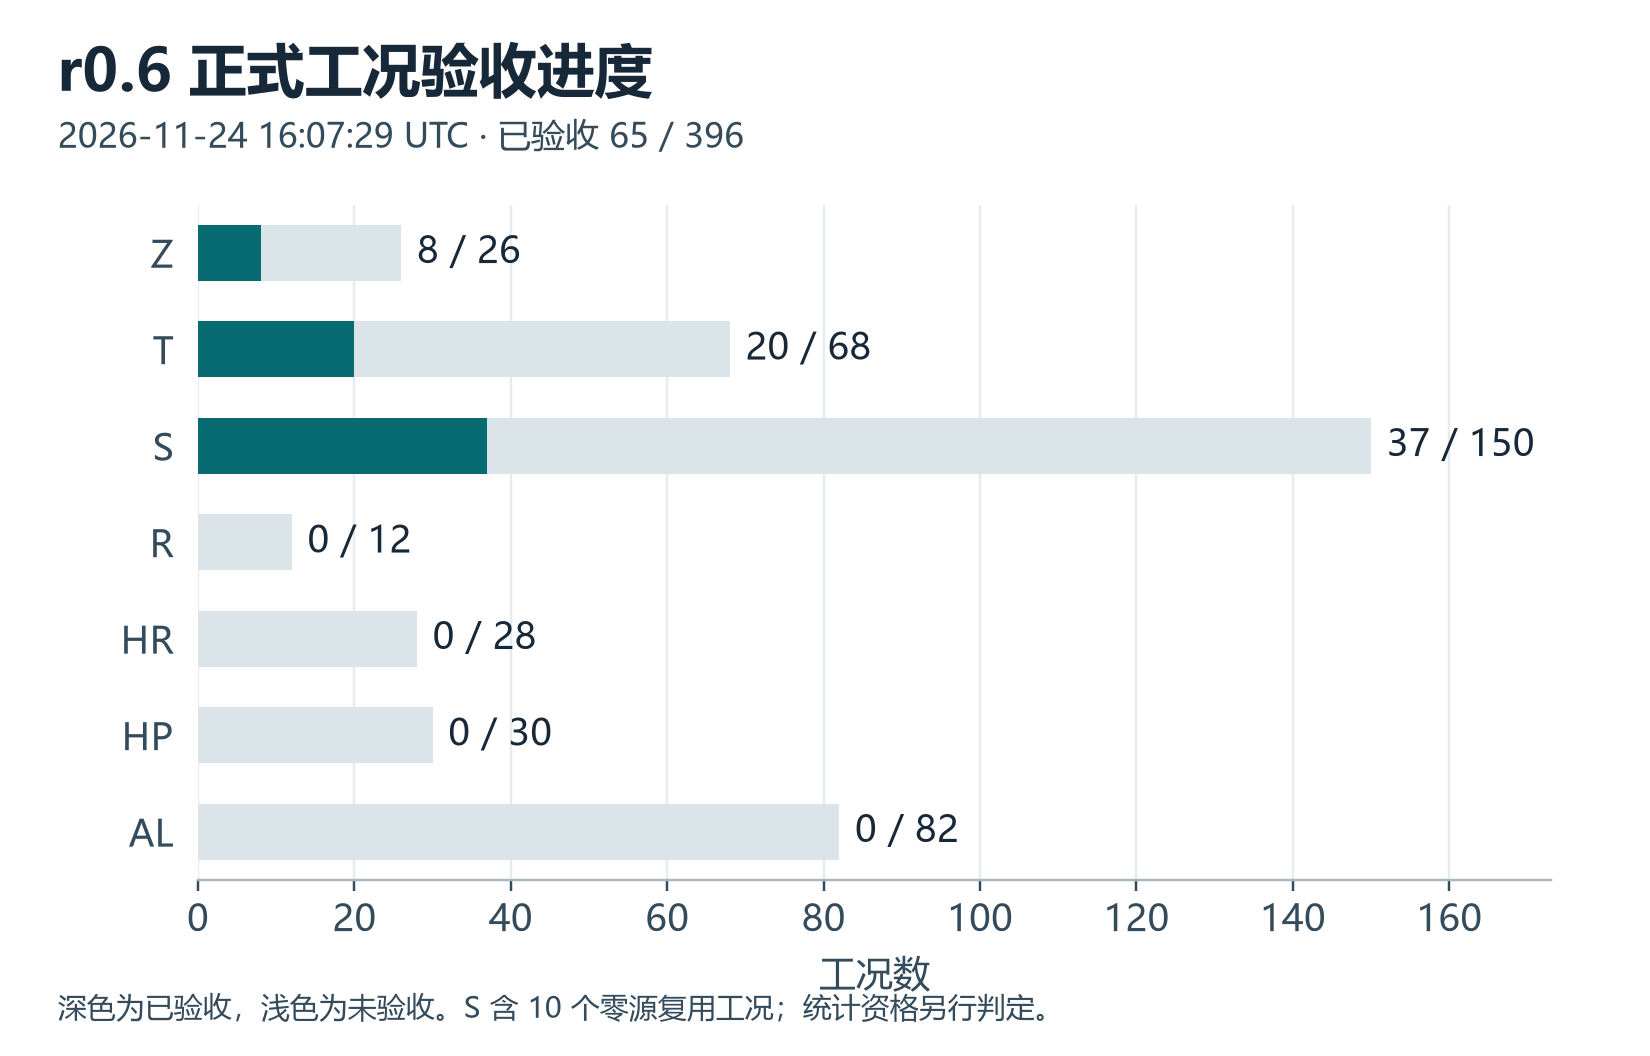 r0.6 正式工况验收进度
2026-11-24 16:07:29 UTC · 已验收 65 / 396
Z
8 / 26
T
20 / 68
S
37 / 150
R
0 / 12
HR
0 / 28
HP
0 / 30
AL
0 / 82
0 20 40 60 80 100 120 140 160
工况数
深色为已验收，浅色为未验收。S 含 10 个零源复用工况；统计资格另行判定。